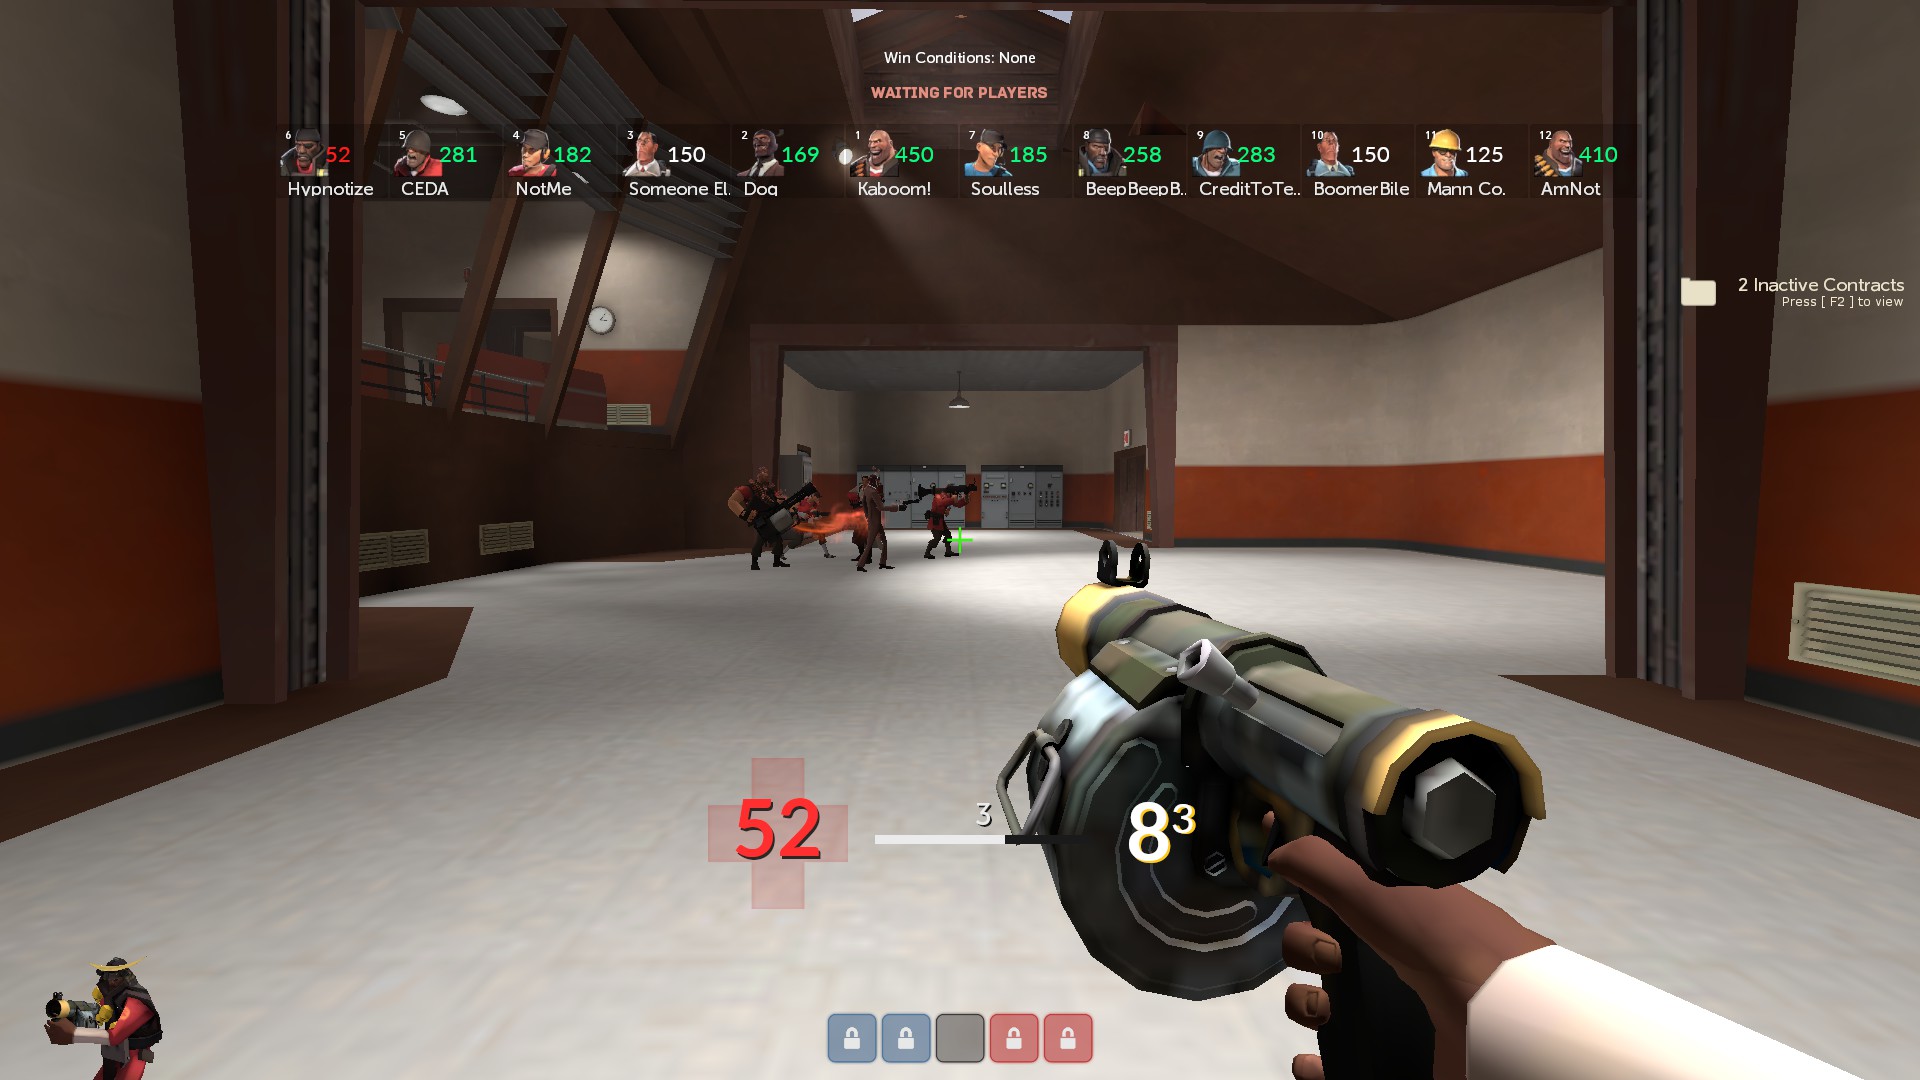 Win Conditions: None
WAITING FOR PLAYERS
6 52 5 281 4 182 3 150 2 169 1 450 7 185 8 258 9 283 10 150 11 125 12 410
Hypnotize CEDA NotMe Someone El. Dog Kaboom! Soulless BeepBeepB.. CreditToTe.. BoomerBile Mann Co. AmNot
2 Inactive Contracts
Press [ F2 ] to view
52 3 8 3